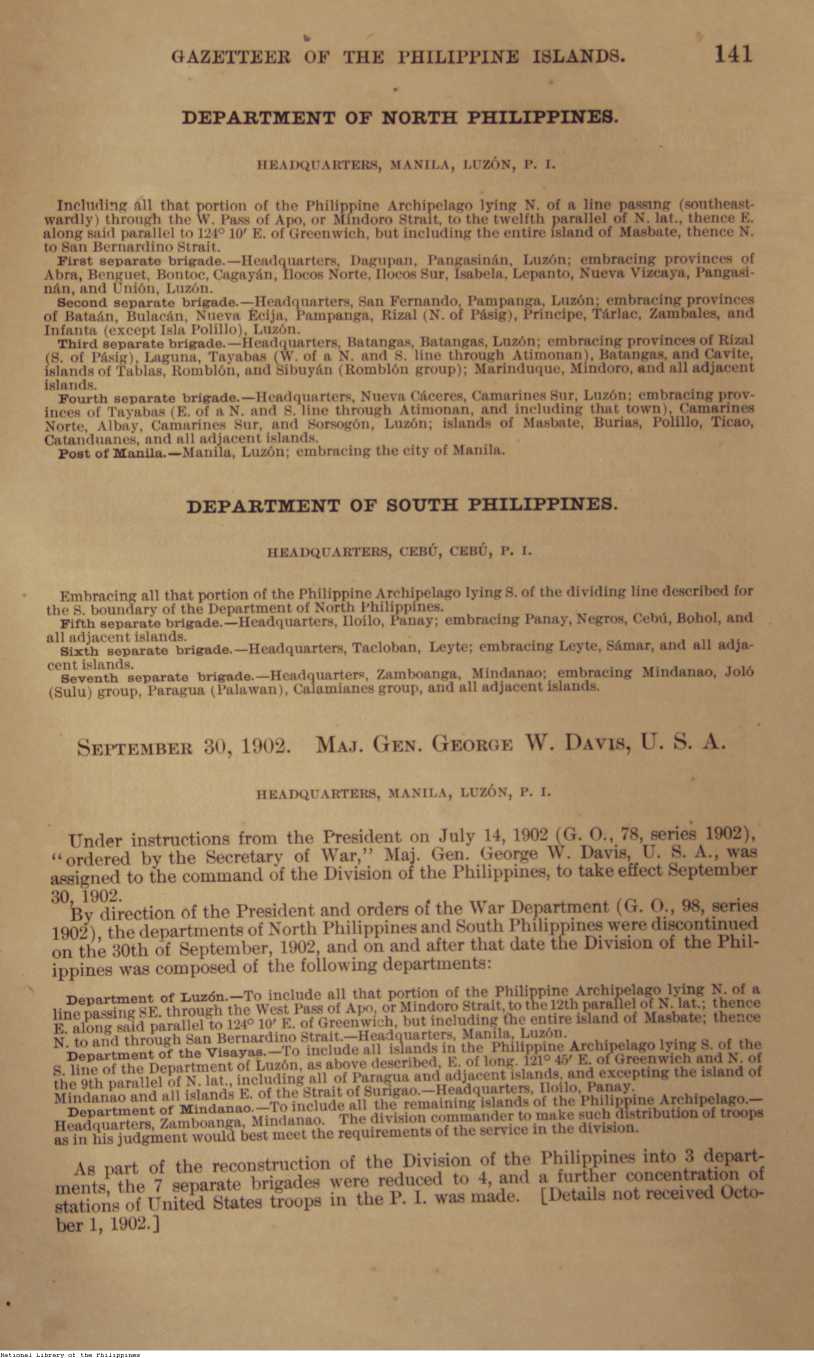 GAZETTEER OF THE PHILIPPINE ISLANDS. 141
DEPARTMENT OF NORTH PHILIPPINES.
HEADQUARTERS, MANILA, LUZÓN, P. I.
Including all that portion of the Philippine Archipelago lying N. of a line passing (southeast-
wardly) through the W. Pass of Apo, or Mindoro Strait, to the twelfth parallel of N. lat., thence E.
along said parallel to 124° 10′ E. of Greenwich, but including the entire island of Masbate, thence N.
to San Bernardino Strait.
First separate brigade.—Headquarters, Dagupan, Pangasinán, Luzón; embracing provinces of
Abra, Benguet, Bontoc, Cagayán, Ilocos Norte, Ilocos Sur, Isabela, Lepanto, Nueva Vizcaya, Pangasi-
nán, and Unión, Luzón.
Second separate brigade.—Headquarters, San Fernando, Pampanga, Luzón; embracing provinces
of Bataán, Bulacán, Nueva Écija, Pampanga, Rizal (N. of Pásig), Príncipe, Tárlac, Zambales, and
Infanta (except Isla Polillo), Luzón.
Third separate brigade.—Headquarters, Batangas, Batangas, Luzón; embracing provinces of Rizal
(S. of Pásig), Laguna, Tayabas (W. of a N. and S. line through Atimonan), Batangas, and Cavite,
islands of Tablas, Romblón, and Sibuyán (Romblón group); Marinduque, Mindoro, and all adjacent
islands.
Fourth separate brigade.—Headquarters, Nueva Cáceres, Camarines Sur, Luzón; embracing prov-
inces of Tayabas (E. of a N. and S. line through Atimonan, and including that town), Camarines
Norte, Albay, Camarines Sur, and Sorsogón, Luzón; islands of Masbate, Burias, Polillo, Ticao,
Catanduanes, and all adjacent islands.
Post of Manila.—Manila, Luzón; embracing the city of Manila.
DEPARTMENT OF SOUTH PHILIPPINES.
HEADQUARTERS, CEBÚ, CEBÚ, P. I.
Embracing all that portion of the Philippine Archipelago lying S. of the dividing line described for
the S. boundary of the Department of North Philippines.
Fifth separate brigade.—Headquarters, Iloilo, Panay; embracing Panay, Negros, Cebú, Bohol, and
all adjacent islands.
Sixth separate brigade.—Headquarters, Tacloban, Leyte; embracing Leyte, Sámar, and all adja-
cent islands.
Seventh separate brigade.—Headquarters, Zamboanga, Mindanao; embracing Mindanao, Joló
(Sulu) group, Paragua (Palawan), Calamianes group, and all adjacent islands.
SEPTEMBER 30, 1902. MAJ. GEN. GEORGE W. DAVIS, U. S. A.
HEADQUARTERS, MANILA, LUZÓN, P. I.
Under instructions from the President on July 14, 1902 (G. O., 78, series 1902),
“ordered by the Secretary of War,” Maj. Gen. George W. Davis, U. S. A., was
assigned to the command of the Division of the Philippines, to take effect September
30, 1902.
By direction of the President and orders of the War Department (G. O., 98, series
1902), the departments of North Philippines and South Philippines were discontinued
on the 30th of September, 1902, and on and after that date the Division of the Phil-
ippines was composed of the following departments:
Department of Luzón.—To include all that portion of the Philippine Archipelago lying N. of a
line passing SE. through the West Pass of Apo, or Mindoro Strait, to the 12th parallel of N. lat.; thence
E. along said parallel to 124° 10′ E. of Greenwich, but including the entire island of Masbate; thence
N. to and through San Bernardino Strait.—Headquarters, Manila, Luzón.
Department of the Visayas.—To include all islands in the Philippine Archipelago lying S. of the
S. line of the Department of Luzón, as above described, E. of long. 121° 45′ E. of Greenwich and N. of
the 9th parallel of N. lat., including all of Paragua and adjacent islands, and excepting the island of
Mindanao and all islands E. of the Strait of Surigao.—Headquarters, Iloilo, Panay.
Department of Mindanao.—To include all the remaining islands of the Philippine Archipelago.—
Headquarters, Zamboanga, Mindanao. The division commander to make such distribution of troops
as in his judgment would best meet the requirements of the service in the division.
As part of the reconstruction of the Division of the Philippines into 3 depart-
ments, the 7 separate brigades were reduced to 4, and a further concentration of
stations of United States troops in the P. I. was made. [Details not received Octo-
ber 1, 1902.]
National Library of the Philippines